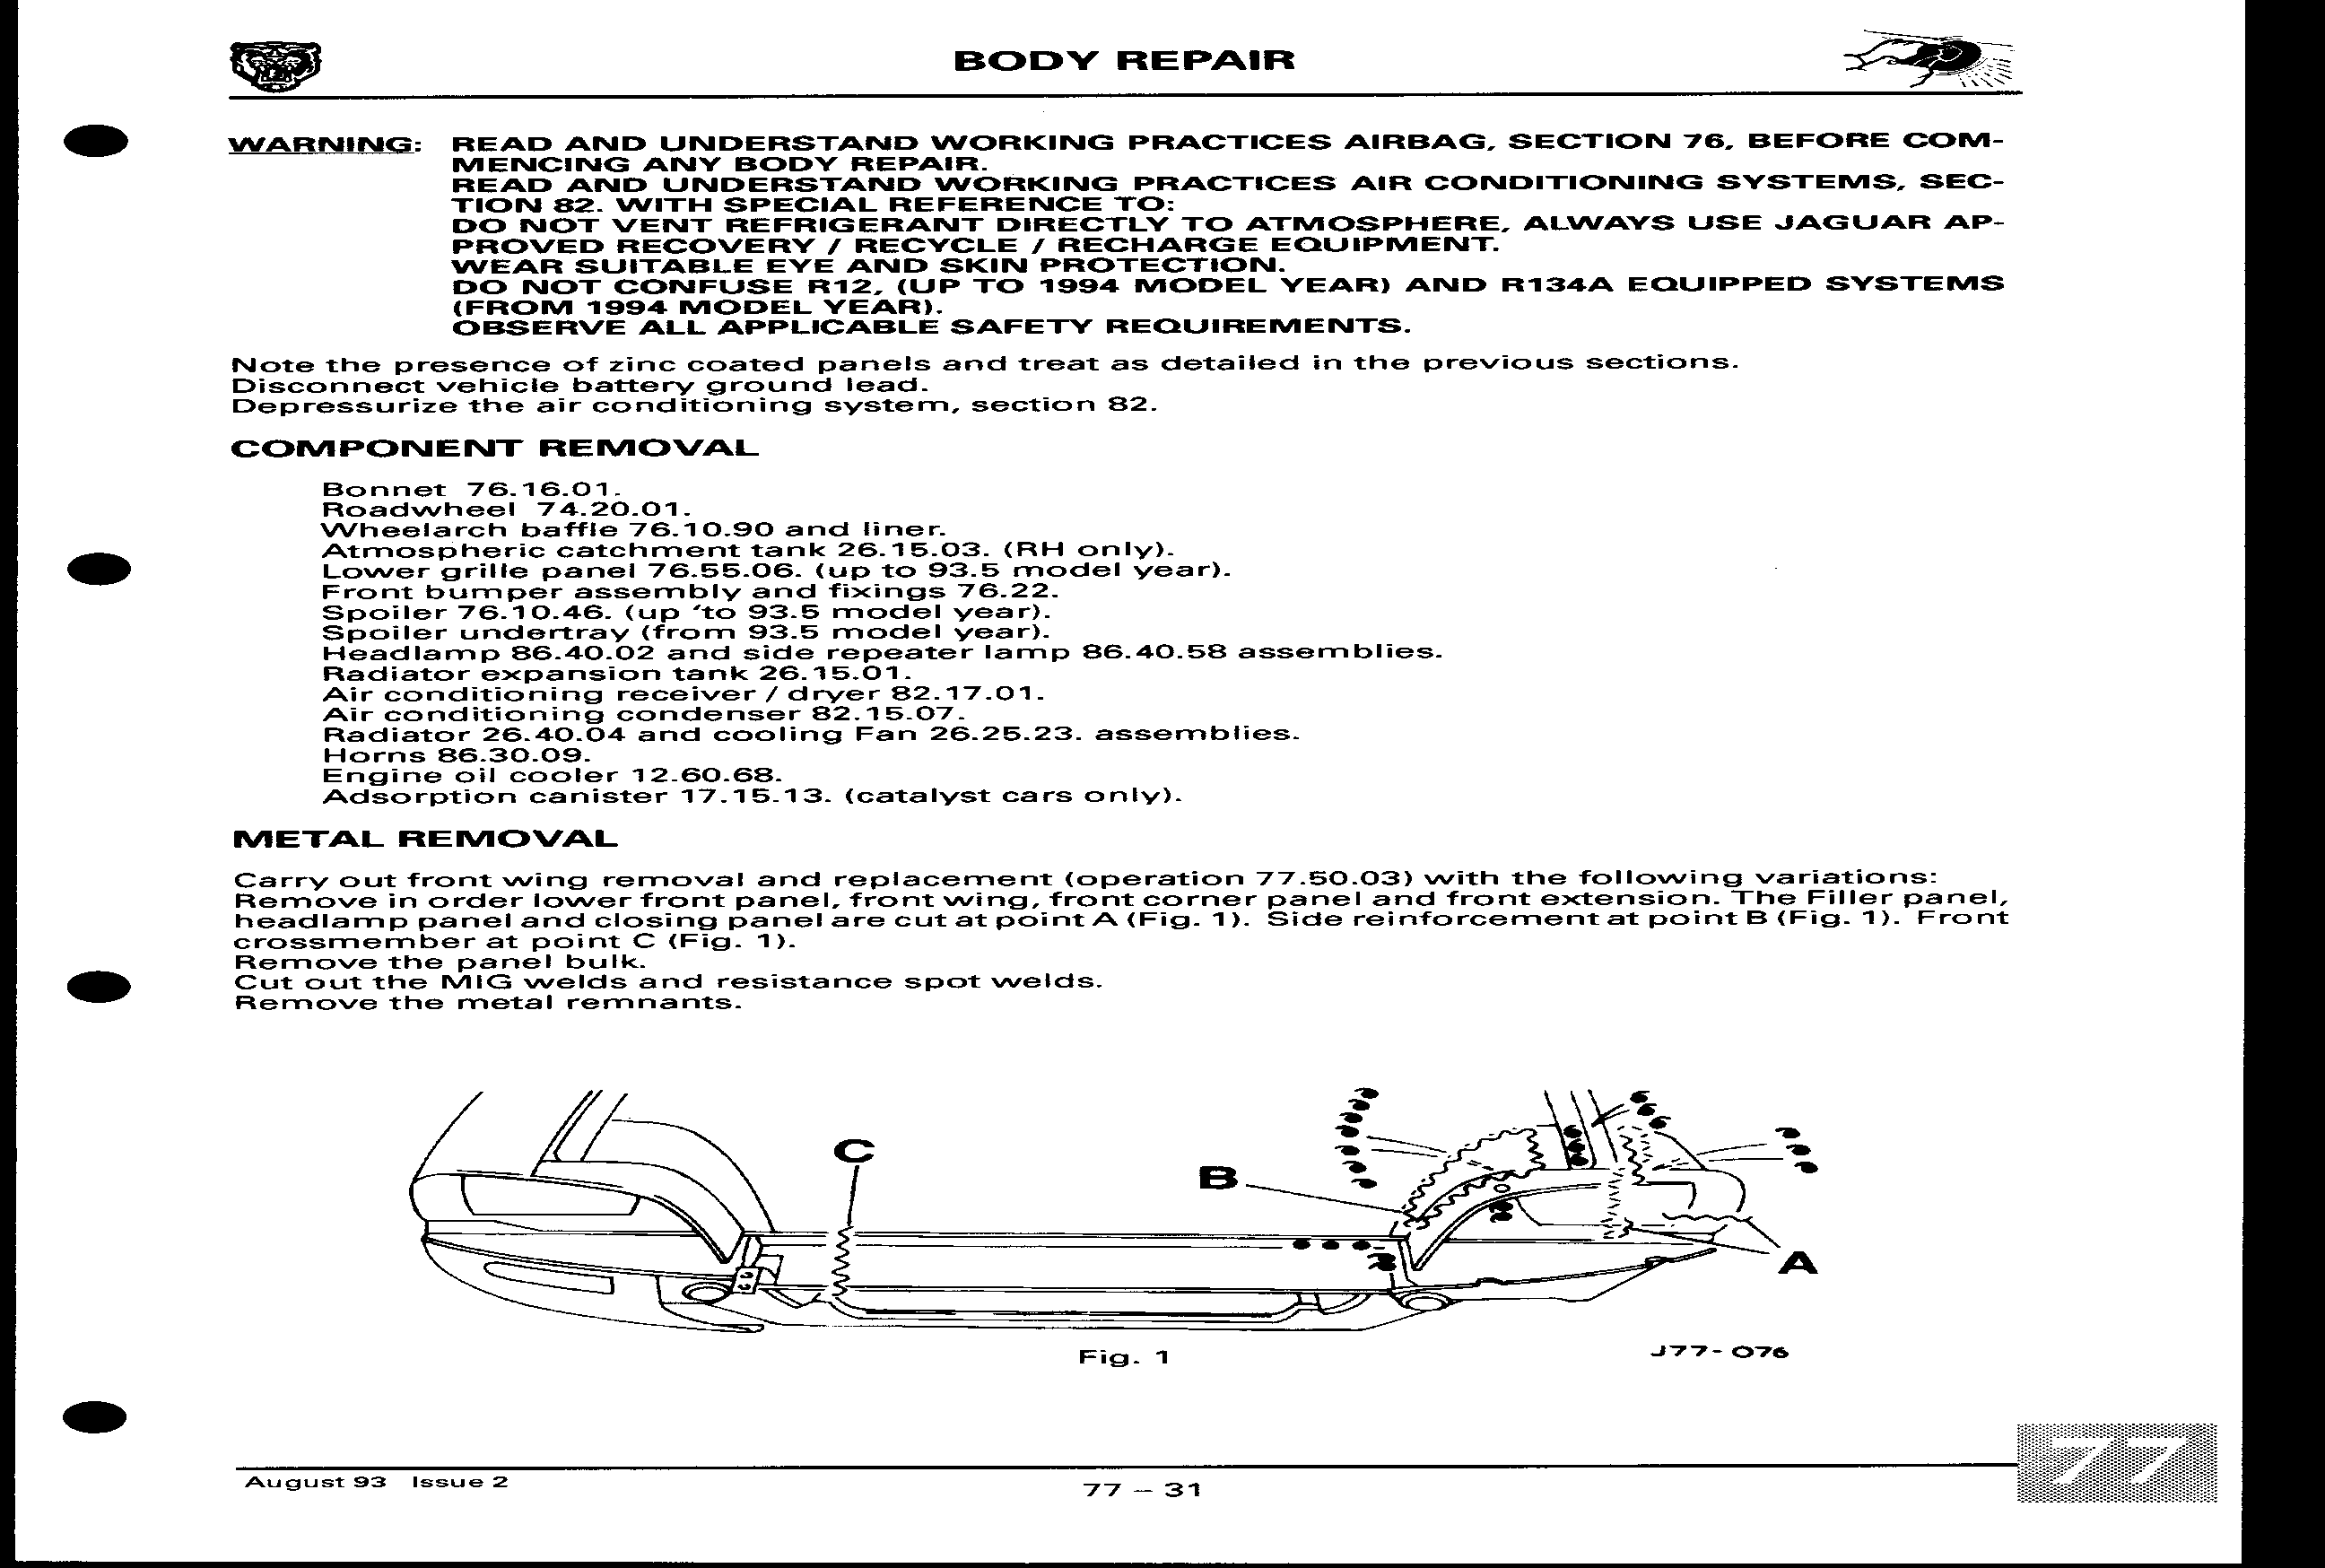 BODY REPAIR
WARNING: READ AND UNDERSTAND WORKING PRACTICES AIRBAG, SECTION 76, BEFORE COM-
MENCING ANY BODY REPAIR.
READ AND UNDERSTAND WORKING PRACTICES AIR CONDITIONING SYSTEMS, SEC-
TION 82. WITH SPECIAL REFERENCE TO:
DO NOT VENT REFRIGERANT DIRECTLY TO ATMOSPHERE, ALWAYS USE JAGUAR AP-
PROVED RECOVERY / RECYCLE / RECHARGE EQUIPMENT.
WEAR SUITABLE EYE AND SKIN PROTECTION.
DO NOT CONFUSE R12, (UP TO 1994 MODEL YEAR) AND R134A EQUIPPED SYSTEMS
(FROM 1994 MODEL YEAR).
OBSERVE ALL APPLICABLE SAFETY REQUIREMENTS.
Note the presence of zinc coated panels and treat as detailed in the previous sections.
Disconnect vehicle battery ground lead.
Depressurize the air conditioning system, section 82.
COMPONENT REMOVAL
Bonnet 76.16.01.
Roadwheel 74.20.01.
Wheelarch baffle 76.10.90 and liner.
Atmospheric catchment tank 26.15.03. (RH only).
Lower grille panel 76.55.06. (up to 93.5 model year).
Front bumper assembly and fixings 76.22.
Spoiler 76.10.46. (up 'to 93.5 model year).
Spoiler undertray (from 93.5 model year).
Headlamp 86.40.02 and side repeater lamp 86.40.58 assemblies.
Radiator expansion tank 26.15.01.
Air conditioning receiver / dryer 82.17.01.
Air conditioning condenser 82.15.07.
Radiator 26.40.04 and cooling Fan 26.25.23. assemblies.
Horns 86.30.09.
Engine oil cooler 12.60.68.
Adsorption canister 17.15.13. (catalyst cars only).
METAL REMOVAL
Carry out front wing removal and replacement (operation 77.50.03) with the following variations:
Remove in order lower front panel, front wing, front corner panel and front extension. The Filler panel,
headlamp panel and closing panel are cut at point A (Fig. 1). Side reinforcement at point B (Fig. 1). Front
crossmember at point C (Fig. 1).
Remove the panel bulk.
Cut out the MIG welds and resistance spot welds.
Remove the metal remnants.
C
B
A
Fig. 1
J77-076
August 93 Issue 2
77 – 31
77